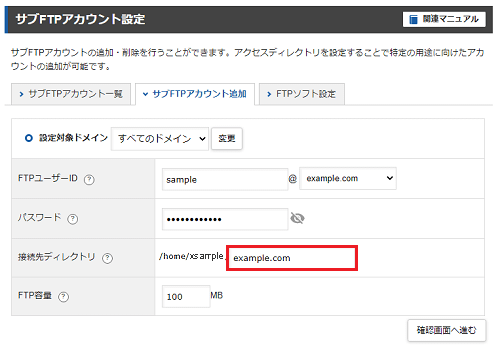 サブFTPアカウント設定
関連マニュアル
サブFTPアカウントの追加・削除を行うことができます。アクセスディレクトリを設定することで特定の用途に向けたアカ
ウントの追加が可能です。
サブFTPアカウント一覧 サブFTPアカウント追加 FTPソフト設定
設定対象ドメイン すべてのドメイン 変更
FTPユーザーID ? sample @ example.com
パスワード ? ••••••••••••
接続先ディレクトリ ? /home/xsample/ example.com
FTP容量 ? 100 MB
確認画面へ進む